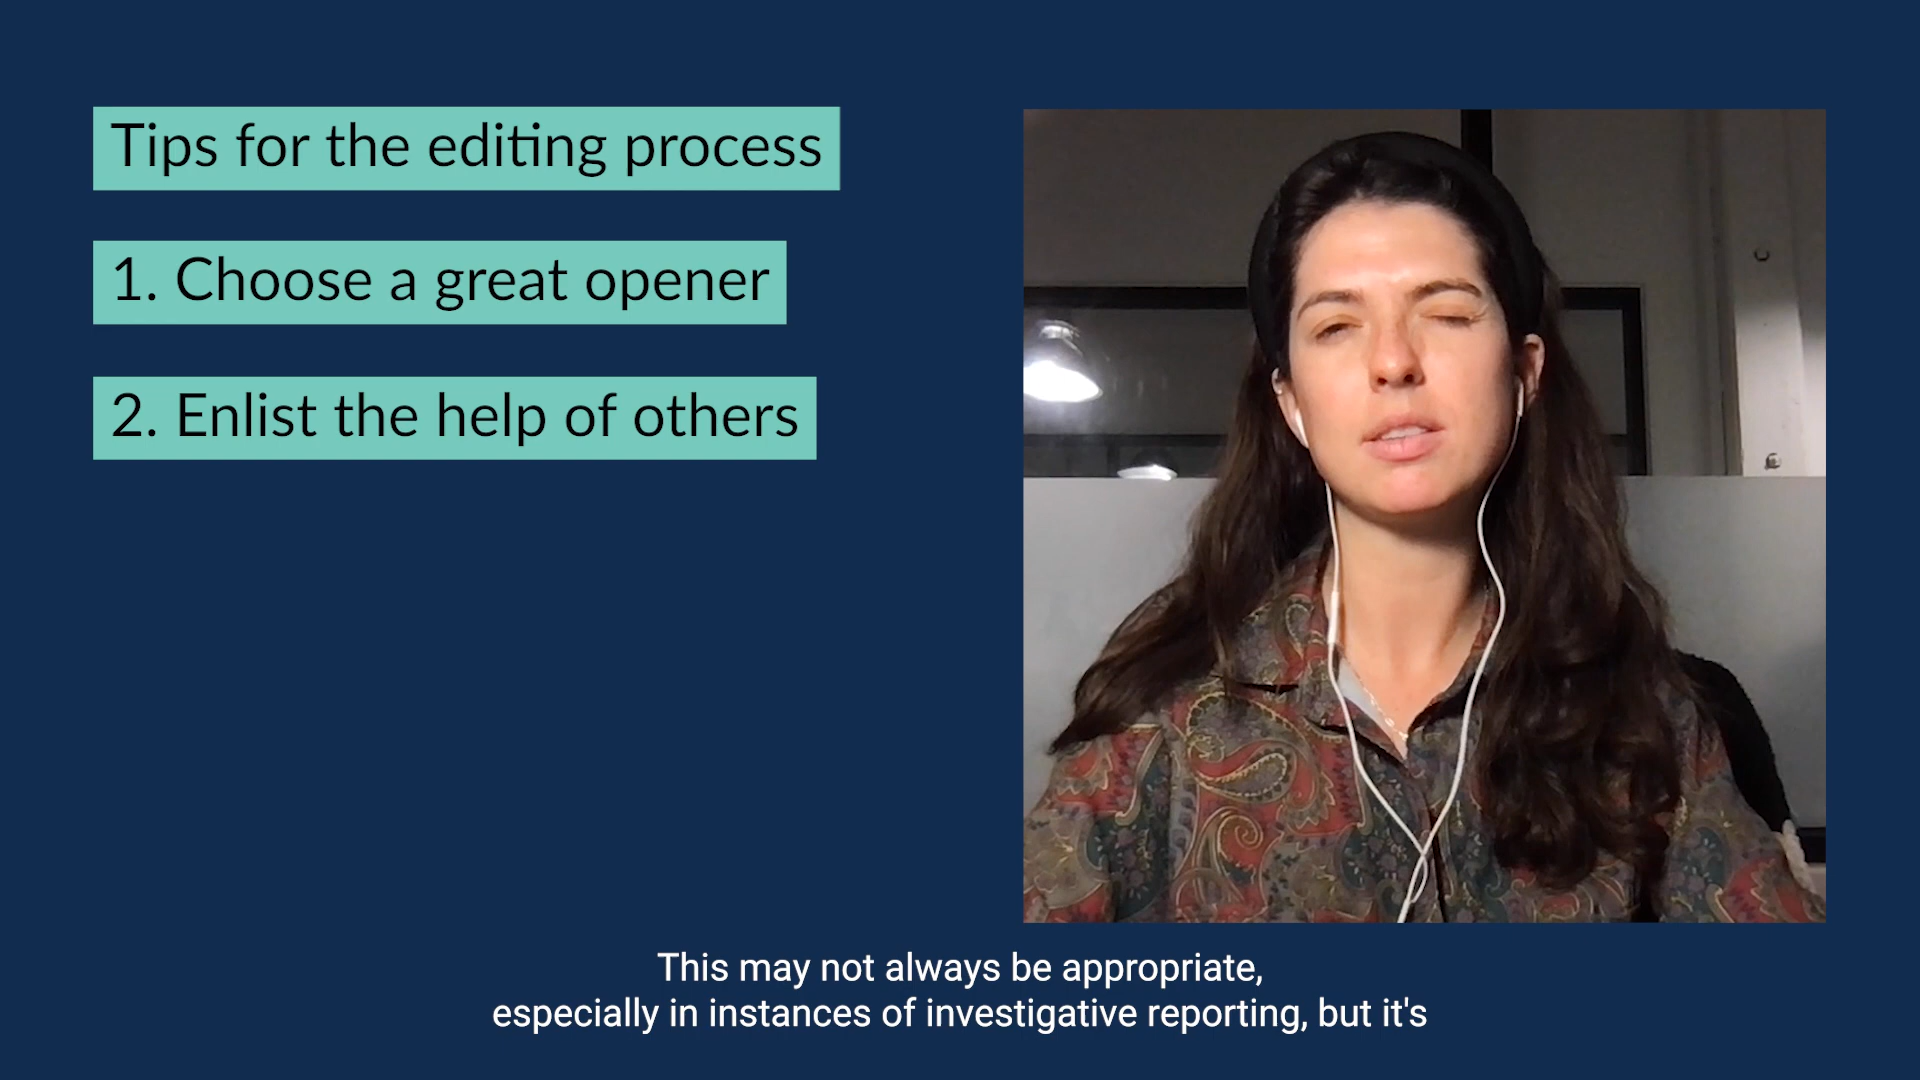 Tips for the editing process
1. Choose a great opener
2. Enlist the help of others
This may not always be appropriate,
especially in instances of investigative reporting, but it's